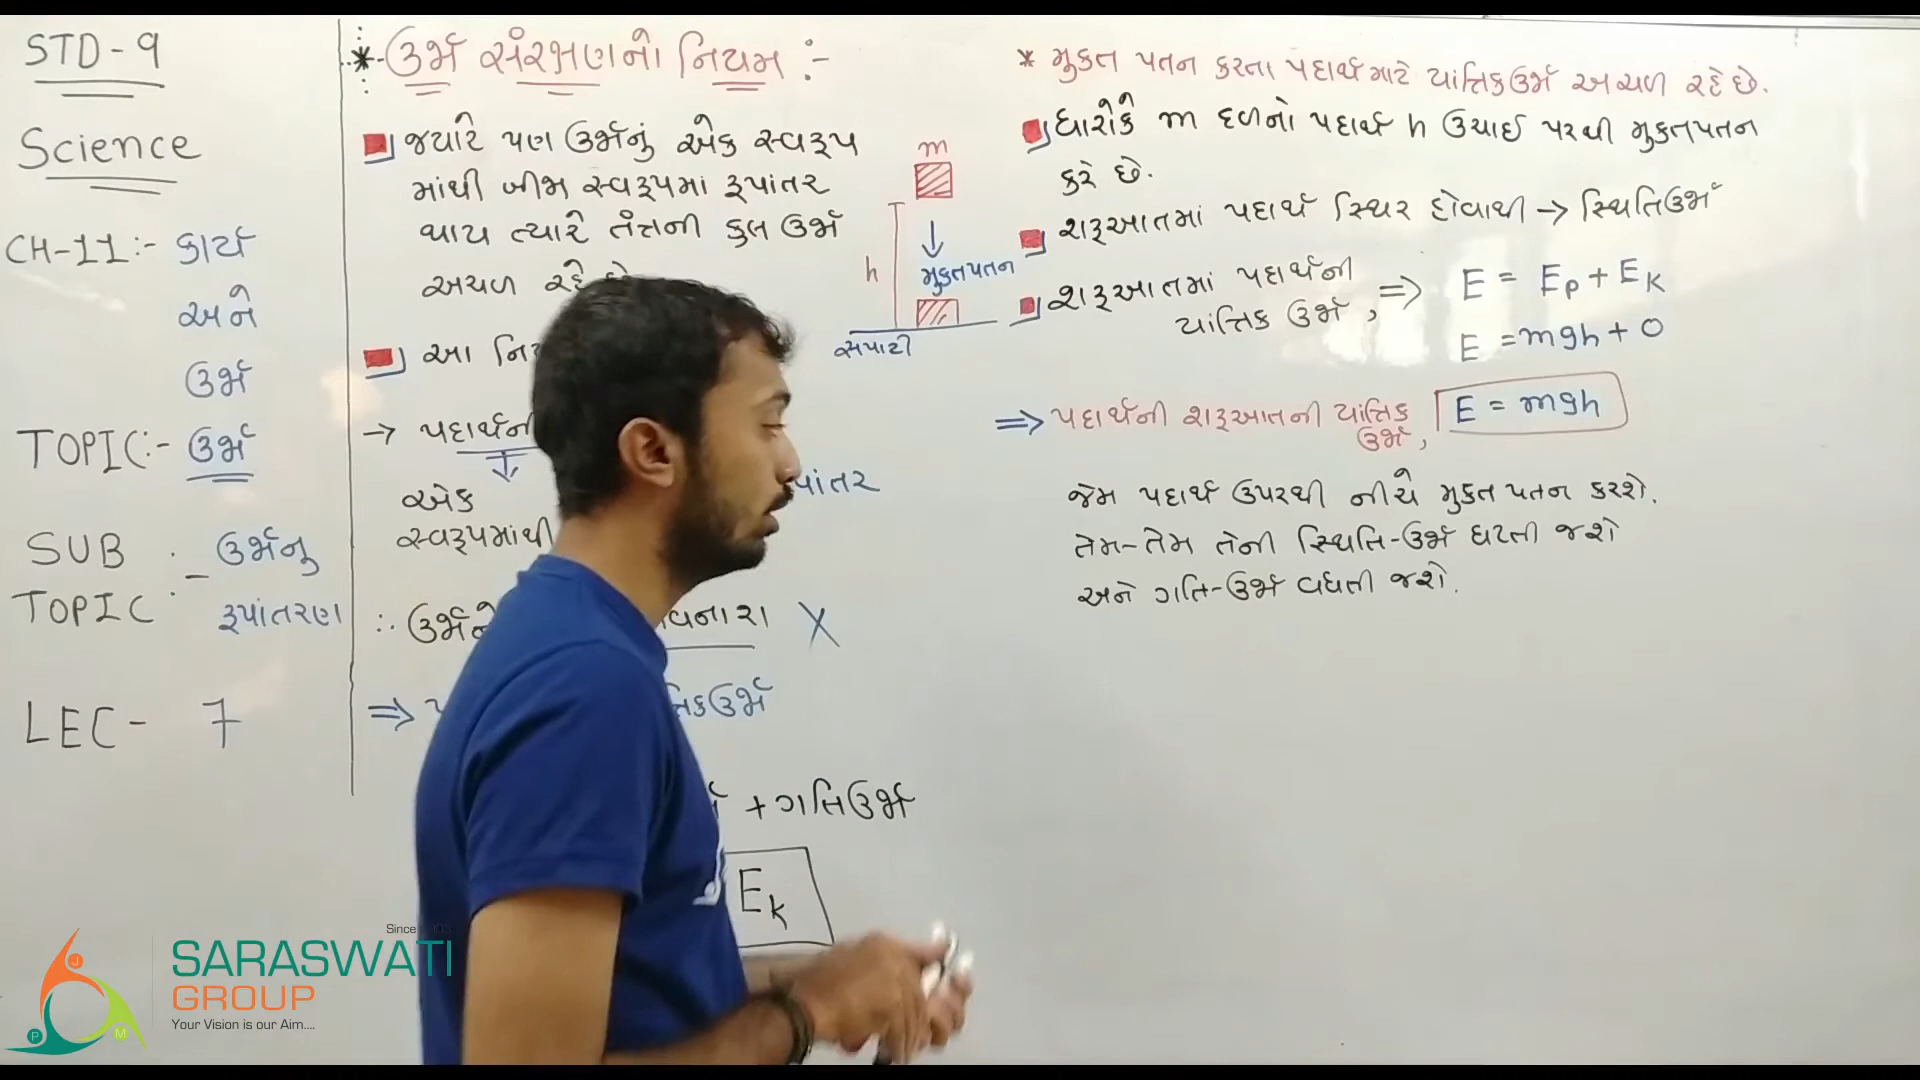 STD-9
Science
CH-11:- કાર્ય
અને
ઉર્જા
TOPIC:- ઉર્જા
SUB TOPIC :- ઉર્જાનુ
રૂપાંતરણ
LEC- 7
* ઉર્જા સંરક્ષણનો નિયમ :-
જ્યારે પણ ઉર્જાનું એક સ્વરૂપ
માંથી બીજા સ્વરૂપમાં રૂપાંતર
થાય ત્યારે તંત્રની કુલ ઉર્જા
અચળ રહે
આ
→ પદાર્થની
એક
સ્વરૂપમાંથી
∴ X
⇒
+ ગતિઉર્જા
Ek
m
h
મુક્તપતન
સપાટી
* મુક્ત પતન કરતા પદાર્થ માટે યાંત્રિકઉર્જા અચળ રહે છે.
ધારોકે m દળનો પદાર્થ h ઉચાઈ પરથી મુક્તપતન
કરે છે.
શરૂઆતમાં પદાર્થ સ્થિર હોવાથી → સ્થિતિઉર્જા
શરૂઆતમાં પદાર્થની
યાંત્રિક ઉર્જા, ⇒ E = Ep + EK
E = mgh + 0
⇒ પદાર્થની શરૂઆતની યાંત્રિક
ઉર્જા, E = mgh
જેમ પદાર્થ ઉપરથી નીચે મુક્ત પતન કરશે.
તેમ-તેમ તેની સ્થિતિ-ઉર્જા ઘટતી જશે
અને ગતિ-ઉર્જા વધતી જશે.
Since
SARASWATI
GROUP
Your Vision is our Aim....
J
P
M